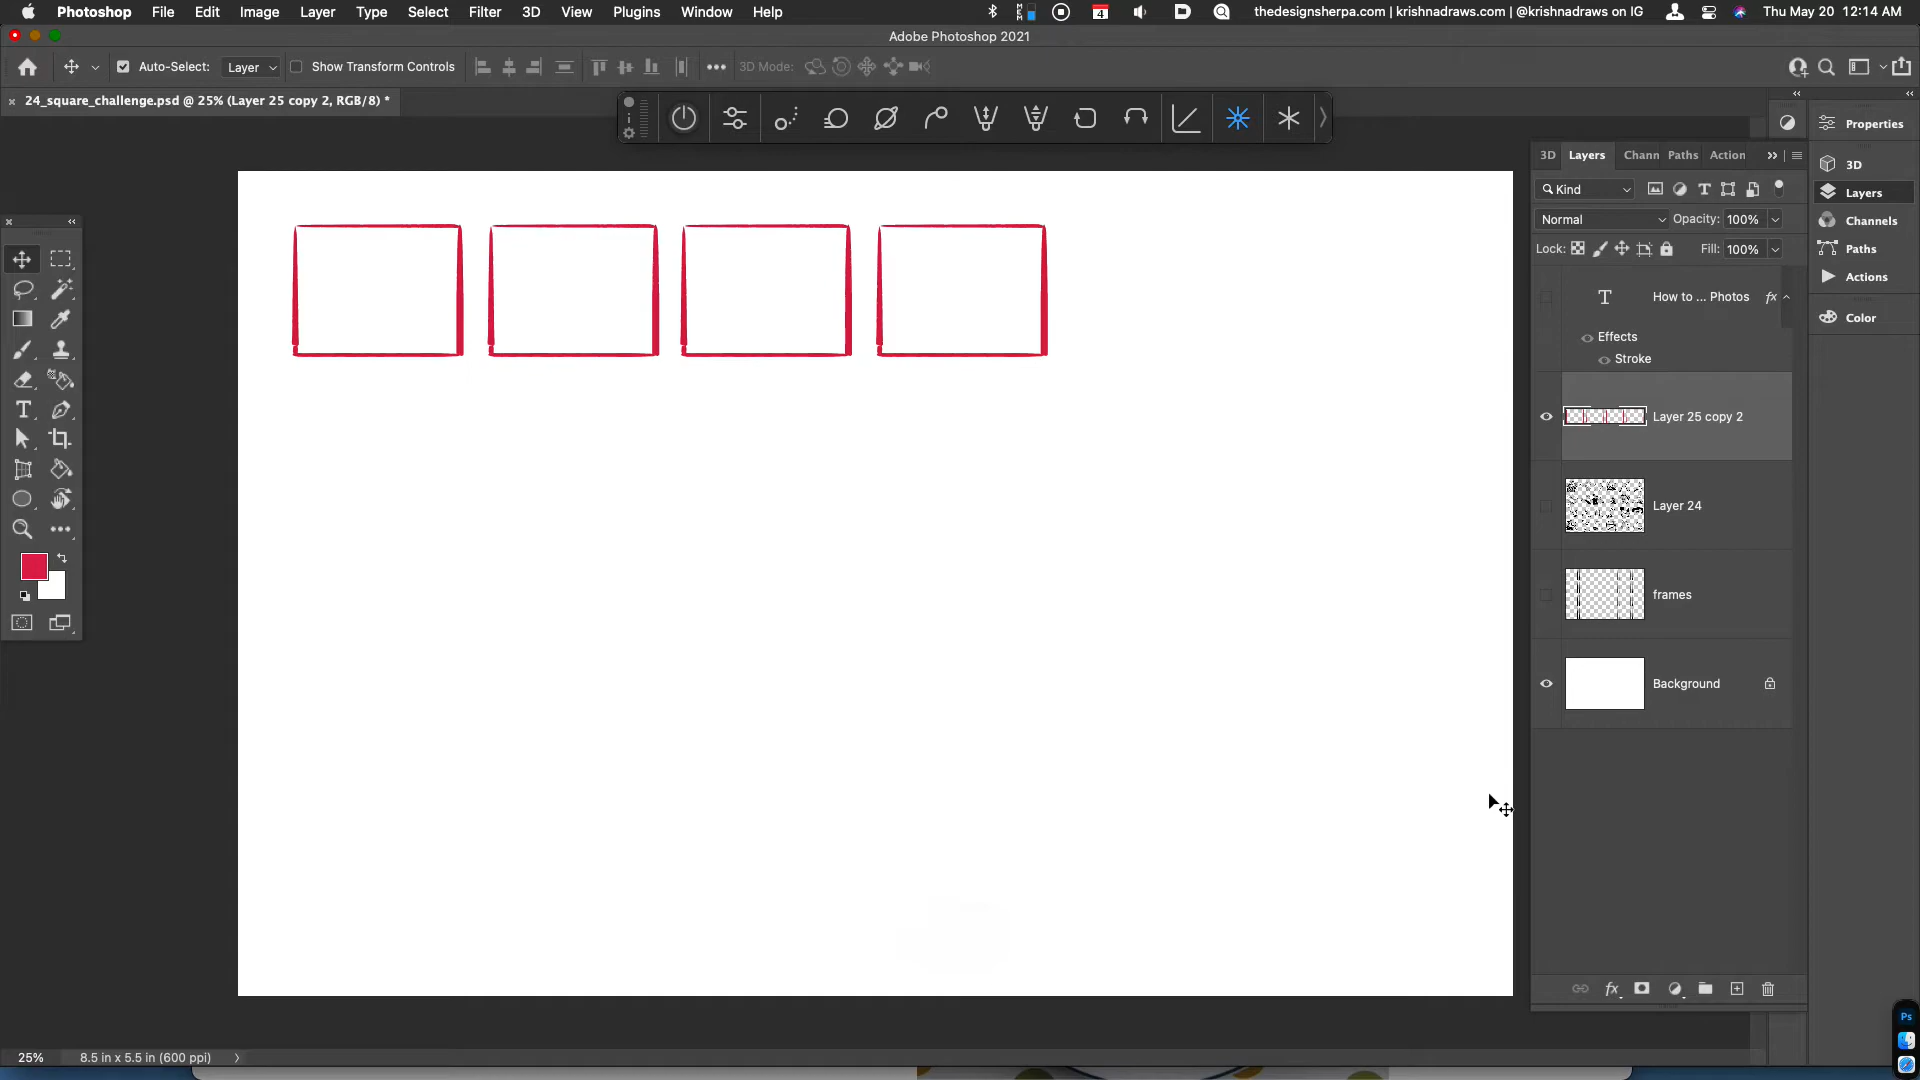 Photoshop File Edit Image Layer Type Select Filter 3D View Plugins Window Help
4
thedesignsherpa.com | krishnadraws.com | @krishnadraws on IG
Thu May 20 12:14 AM
Adobe Photoshop 2021
Auto-Select: Layer Show Transform Controls 3D Mode:
24_square_challenge.psd @ 25% (Layer 25 copy 2, RGB/8) *
Properties
3D Layers Chann Paths Action
3D
Kind
Layers
Normal Opacity: 100%
Channels
Lock: Fill: 100%
Paths
Actions
How to ... Photos fx
Color
Effects
Stroke
Layer 25 copy 2
Layer 24
frames
Background
fx
Ps
25% 8.5 in x 5.5 in (600 ppi)